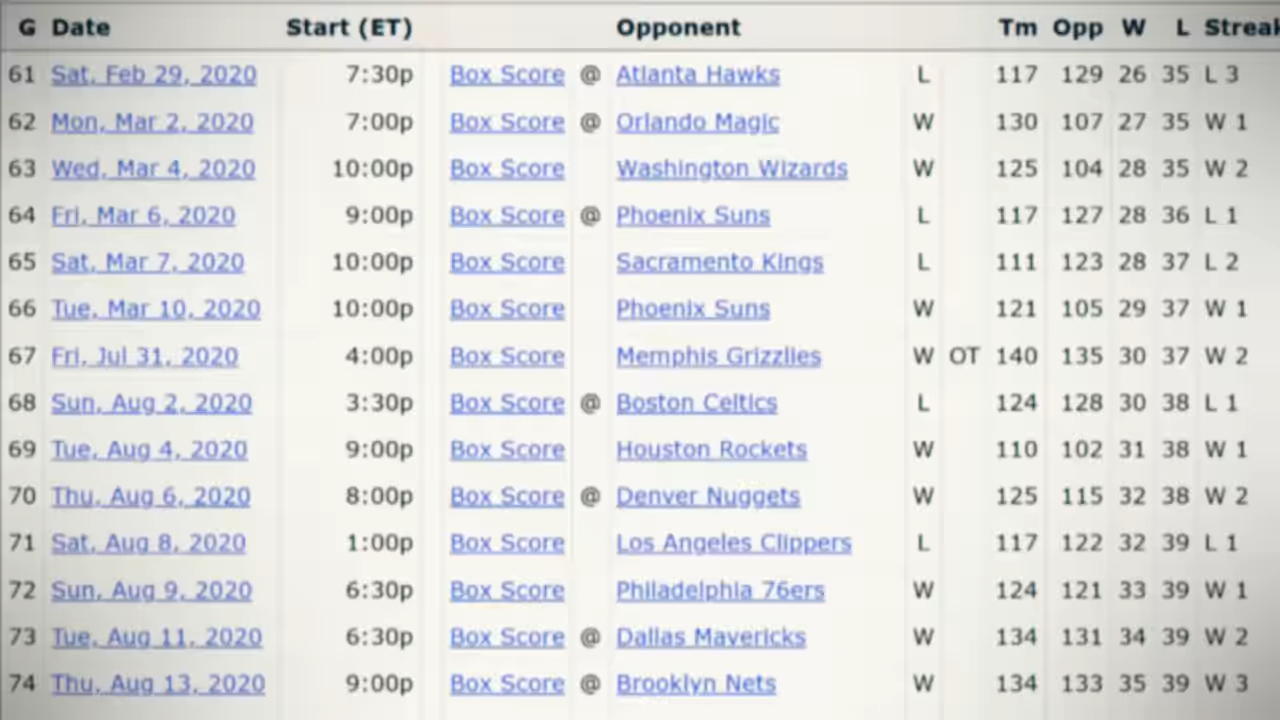 G Date Start (ET) Opponent Tm Opp W L Streak
61 Sat, Feb 29, 2020 7:30p Box Score @ Atlanta Hawks L 117 129 26 35 L 3
62 Mon, Mar 2, 2020 7:00p Box Score @ Orlando Magic W 130 107 27 35 W 1
63 Wed, Mar 4, 2020 10:00p Box Score Washington Wizards W 125 104 28 35 W 2
64 Fri, Mar 6, 2020 9:00p Box Score @ Phoenix Suns L 117 127 28 36 L 1
65 Sat, Mar 7, 2020 10:00p Box Score Sacramento Kings L 111 123 28 37 L 2
66 Tue, Mar 10, 2020 10:00p Box Score Phoenix Suns W 121 105 29 37 W 1
67 Fri, Jul 31, 2020 4:00p Box Score Memphis Grizzlies W OT 140 135 30 37 W 2
68 Sun, Aug 2, 2020 3:30p Box Score @ Boston Celtics L 124 128 30 38 L 1
69 Tue, Aug 4, 2020 9:00p Box Score Houston Rockets W 110 102 31 38 W 1
70 Thu, Aug 6, 2020 8:00p Box Score @ Denver Nuggets W 125 115 32 38 W 2
71 Sat, Aug 8, 2020 1:00p Box Score Los Angeles Clippers L 117 122 32 39 L 1
72 Sun, Aug 9, 2020 6:30p Box Score Philadelphia 76ers W 124 121 33 39 W 1
73 Tue, Aug 11, 2020 6:30p Box Score @ Dallas Mavericks W 134 131 34 39 W 2
74 Thu, Aug 13, 2020 9:00p Box Score @ Brooklyn Nets W 134 133 35 39 W 3